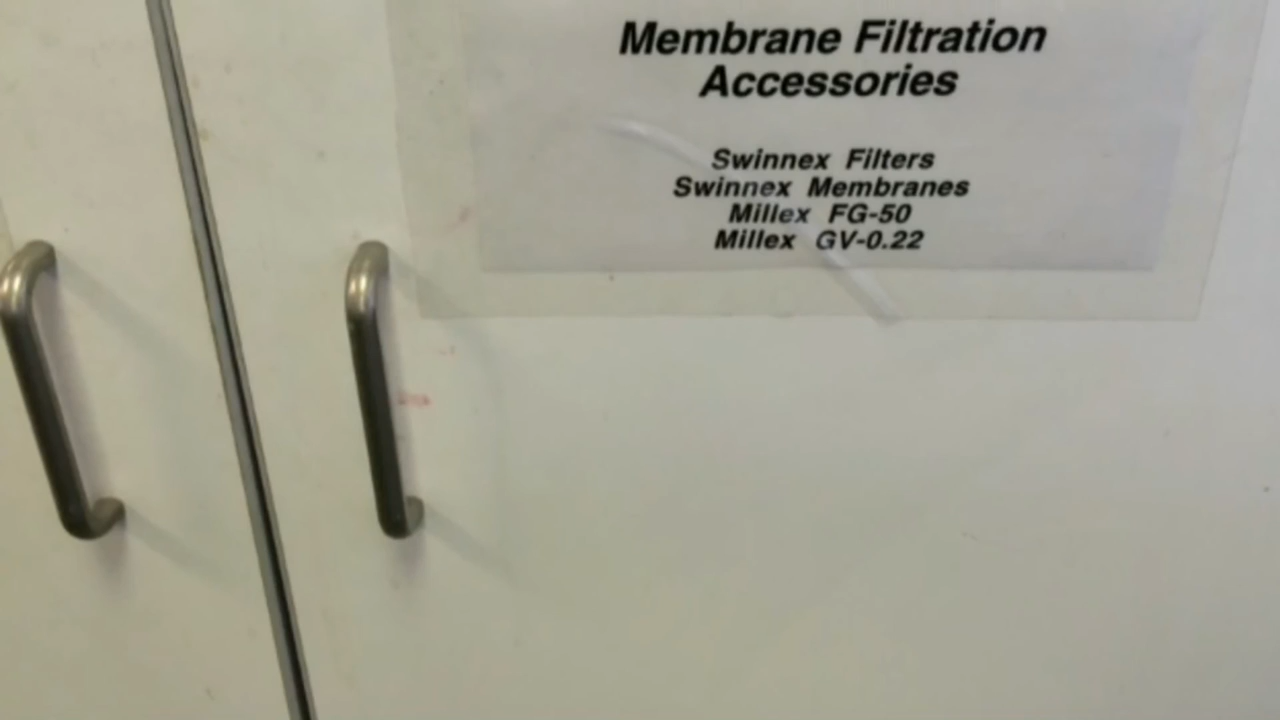 Membrane Filtration
Accessories
Swinnex Filters
Swinnex Membranes
Millex FG-50
Millex GV-0.22